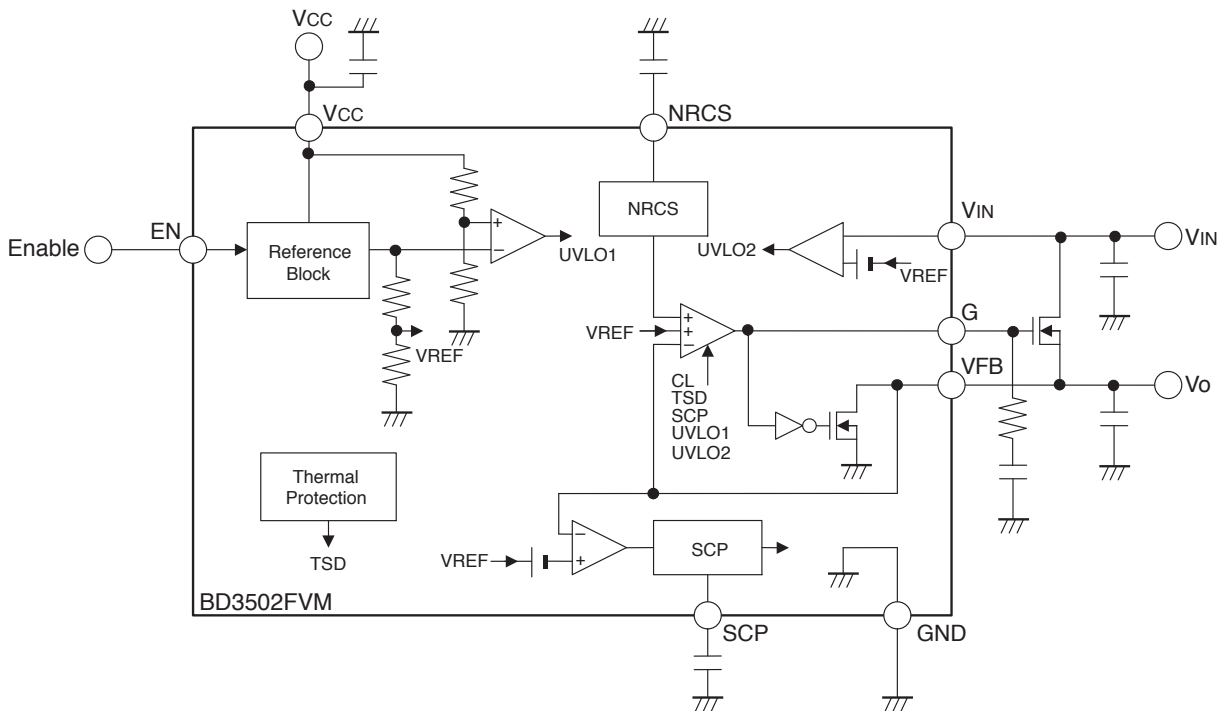 VCC
VCC
NRCS
EN
Enable
Reference
Block
+
−
UVLO1
VREF
NRCS
UVLO2
VREF
VIN
VIN
VREF
+
+
−
CL
TSD
SCP
UVLO1
UVLO2
G
VFB
Vo
Thermal
Protection
TSD
VREF
−
+
SCP
BD3502FVM
SCP
GND